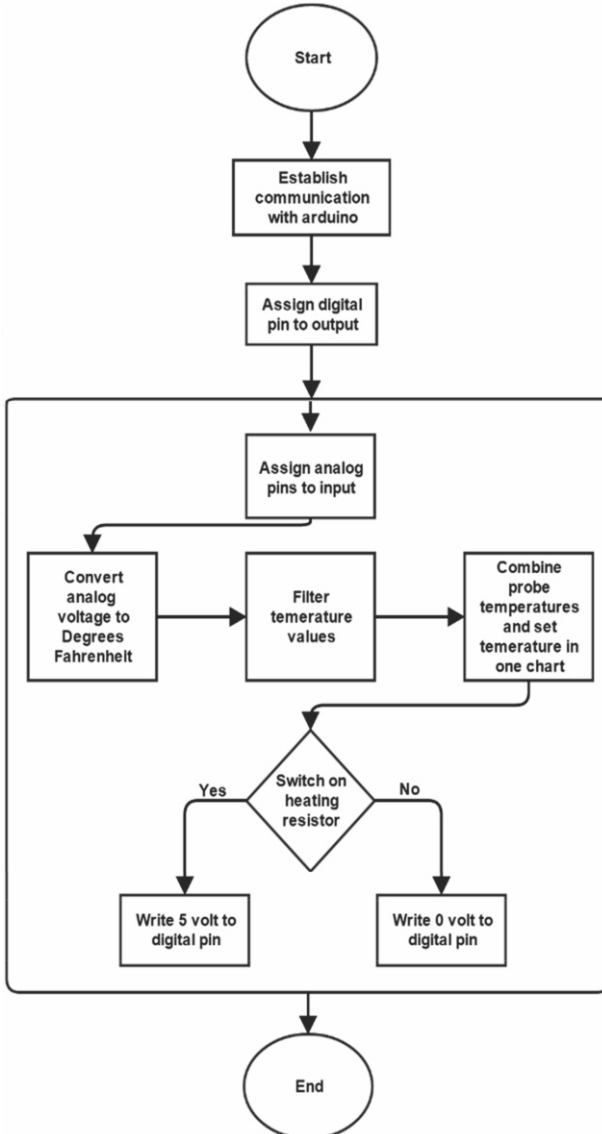 Start
Establish
communication
with arduino
Assign digital
pin to output
Assign analog
pins to input
Convert
analog
voltage to
Degrees
Fahrenheit
Filter
temerature
values
Combine
probe
temperatures
and set
temerature in
one chart
Switch on
heating
resistor
Yes
No
Write 5 volt to
digital pin
Write 0 volt to
digital pin
End